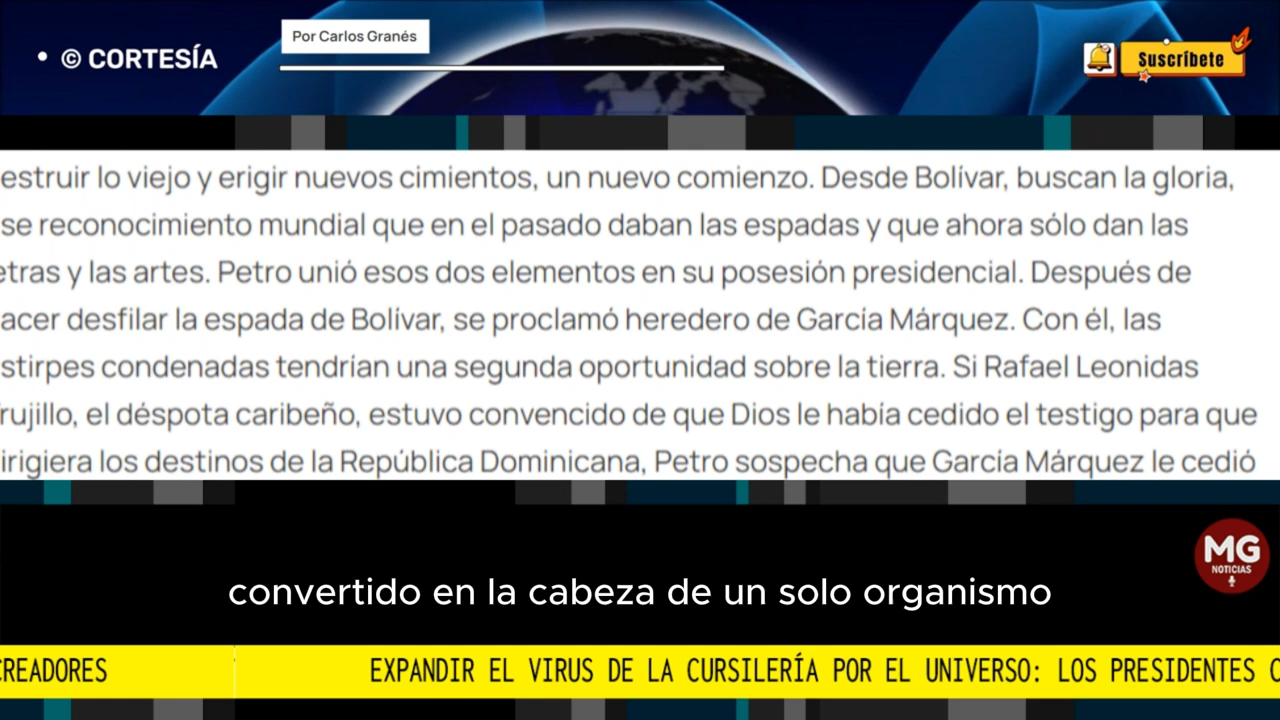 • © CORTESÍA
Por Carlos Granés
Suscríbete
estruir lo viejo y erigir nuevos cimientos, un nuevo comienzo. Desde Bolívar, buscan la gloria,
se reconocimiento mundial que en el pasado daban las espadas y que ahora sólo dan las
etras y las artes. Petro unió esos dos elementos en su posesión presidencial. Después de
acer desfilar la espada de Bolívar, se proclamó heredero de García Márquez. Con él, las
stirpes condenadas tendrían una segunda oportunidad sobre la tierra. Si Rafael Leonidas
rujillo, el déspota caribeño, estuvo convencido de que Dios le había cedido el testigo para que
irigiera los destinos de la República Dominicana, Petro sospecha que García Márquez le cedió
MG
NOTICIAS
convertido en la cabeza de un solo organismo
CREADORES EXPANDIR EL VIRUS DE LA CURSILERÍA POR EL UNIVERSO: LOS PRESIDENTES